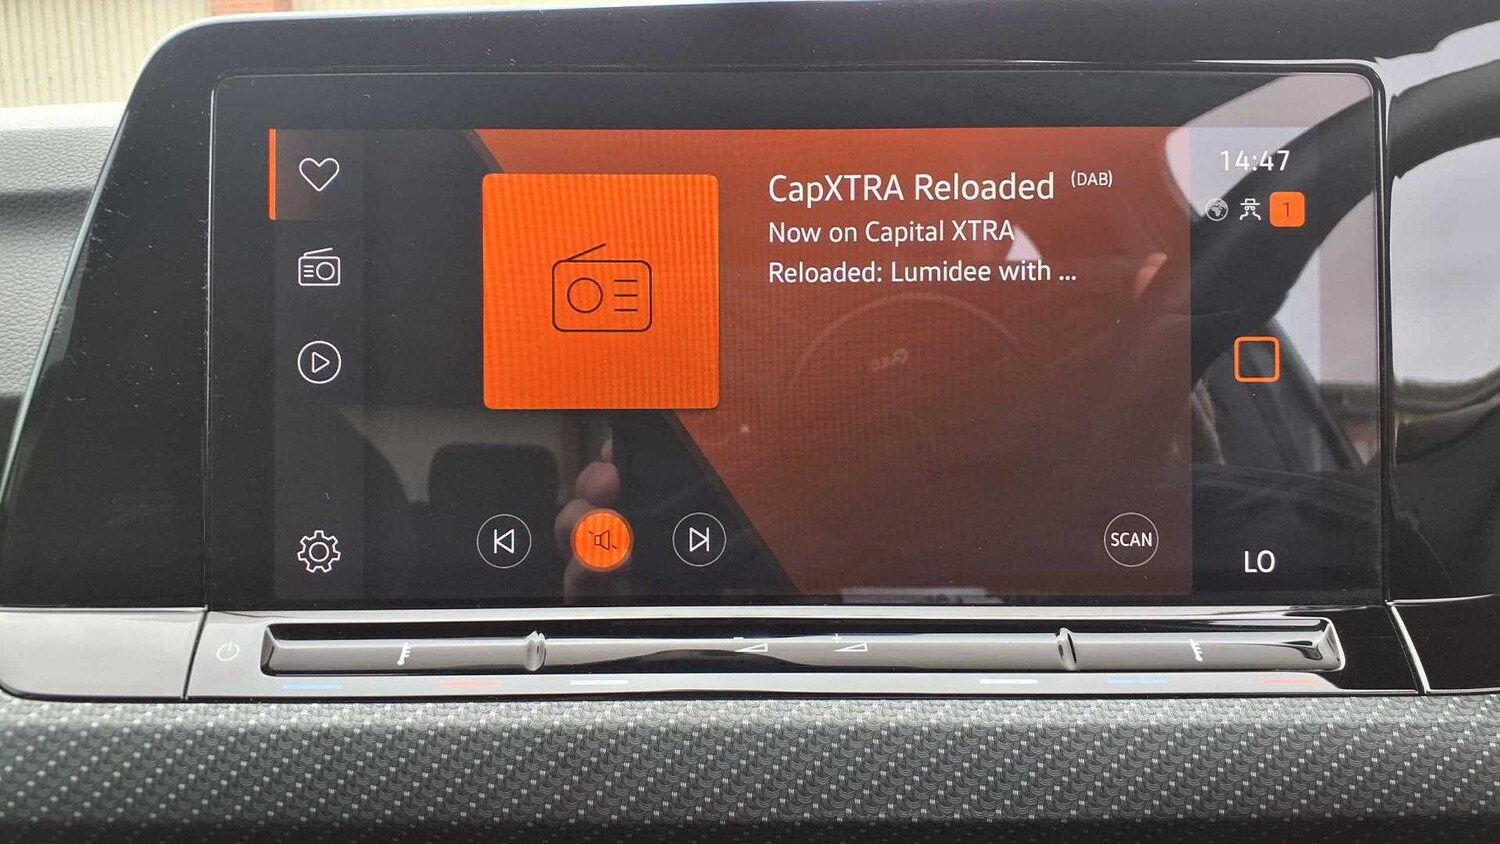 CapXTRA Reloaded (DAB)
Now on Capital XTRA
Reloaded: Lumidee with ...
14:47
1
SCAN
LO